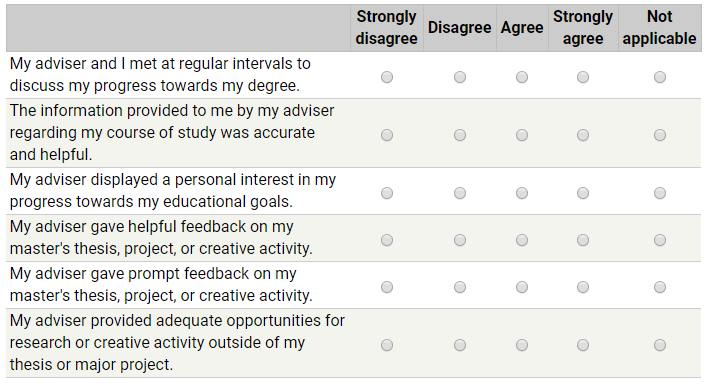 Strongly disagree Disagree Agree Strongly agree Not applicable
My adviser and I met at regular intervals to
discuss my progress towards my degree.
The information provided to me by my adviser
regarding my course of study was accurate
and helpful.
My adviser displayed a personal interest in my
progress towards my educational goals.
My adviser gave helpful feedback on my
master's thesis, project, or creative activity.
My adviser gave prompt feedback on my
master's thesis, project, or creative activity.
My adviser provided adequate opportunities for
research or creative activity outside of my
thesis or major project.